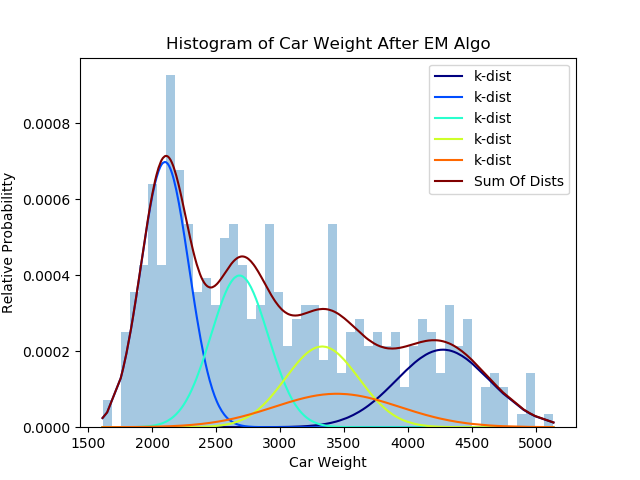 Histogram of Car Weight After EM Algo
k-dist
k-dist
k-dist
k-dist
k-dist
Sum Of Dists
Relative Probabilitty
0.0008
0.0006
0.0004
0.0002
0.0000
1500 2000 2500 3000 3500 4000 4500 5000
Car Weight